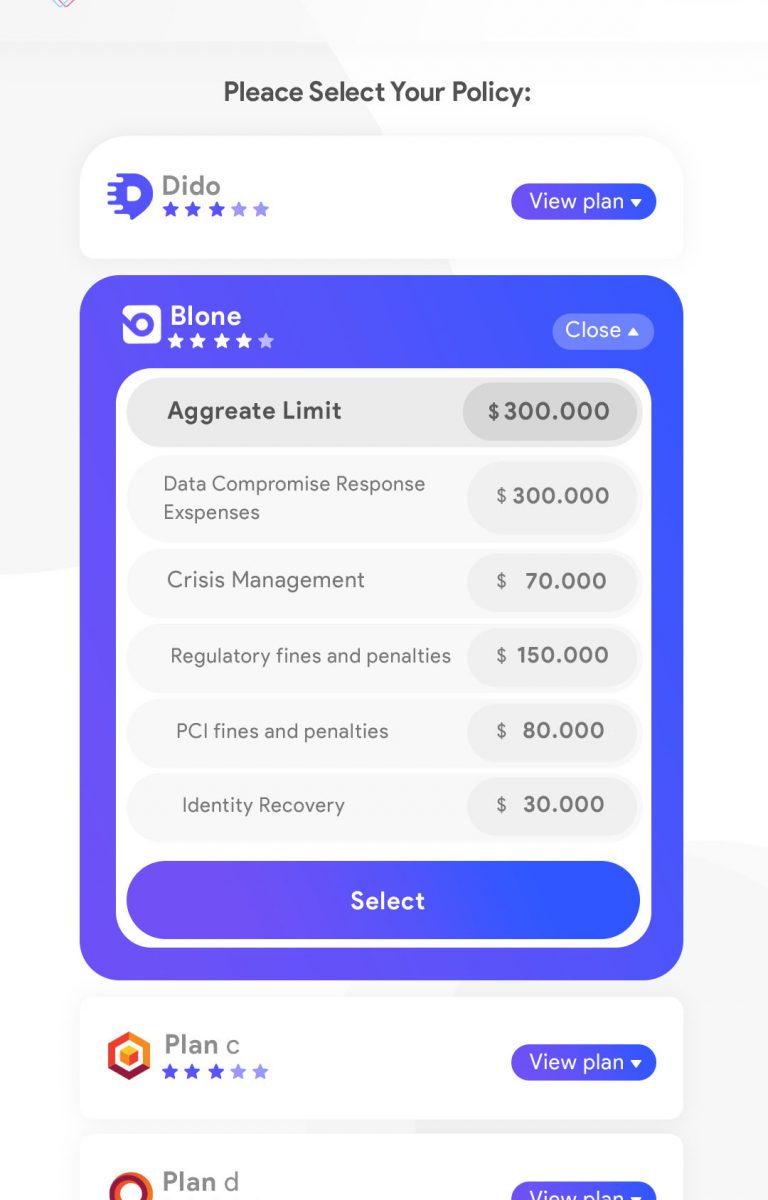 Pleace Select Your Policy:
Dido
View plan
Blone
Close
Aggreate Limit $ 300.000
Data Compromise Response
Exspenses
$ 300.000
Crisis Management $ 70.000
Regulatory fines and penalties $ 150.000
PCI fines and penalties $ 80.000
Identity Recovery $ 30.000
Select
Plan c
View plan
Plan d
View plan